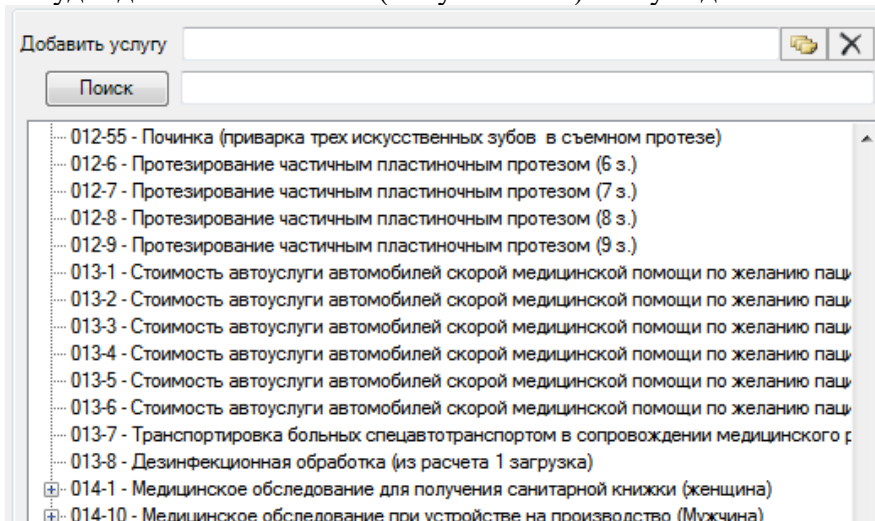 Добавить услугу
Поиск
012-55 - Починка (приварка трех искусственных зубов в съемном протезе)
012-6 - Протезирование частичным пластиночным протезом (6 з.)
012-7 - Протезирование частичным пластиночным протезом (7 з.)
012-8 - Протезирование частичным пластиночным протезом (8 з.)
012-9 - Протезирование частичным пластиночным протезом (9 з.)
013-1 - Стоимость автоуслуги автомобилей скорой медицинской помощи по желанию паци
013-2 - Стоимость автоуслуги автомобилей скорой медицинской помощи по желанию паци
013-3 - Стоимость автоуслуги автомобилей скорой медицинской помощи по желанию паци
013-4 - Стоимость автоуслуги автомобилей скорой медицинской помощи по желанию паци
013-5 - Стоимость автоуслуги автомобилей скорой медицинской помощи по желанию паци
013-6 - Стоимость автоуслуги автомобилей скорой медицинской помощи по желанию паци
013-7 - Транспортировка больных спецавтотранспортом в сопровождении медицинского р
013-8 - Дезинфекционная обработка (из расчета 1 загрузка)
014-1 - Медицинское обследование для получения санитарной книжки (женщина)
014-10 - Медицинское обследование при устройстве на производство (Мужчина)